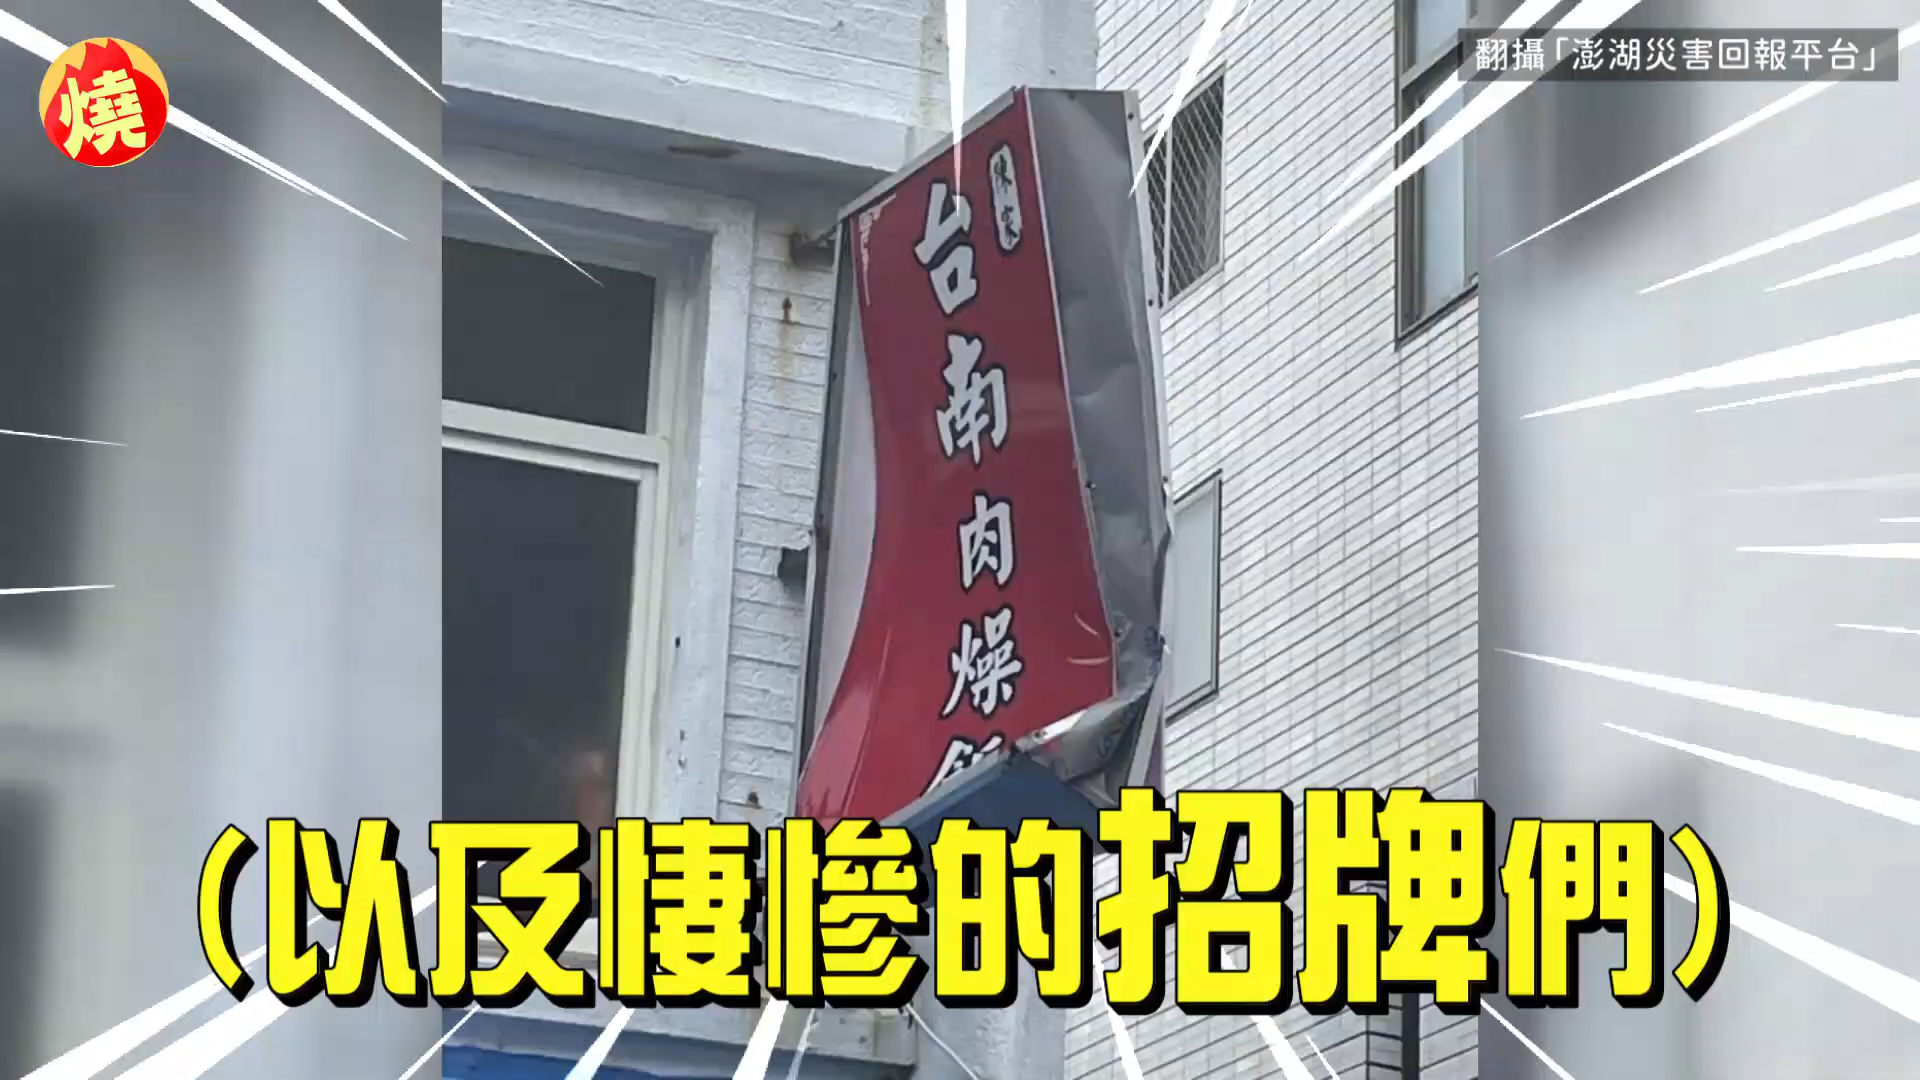 燒
翻攝「澎湖災害回報平台」
陳家
台南肉燥飯
(以及悽慘的招牌們)